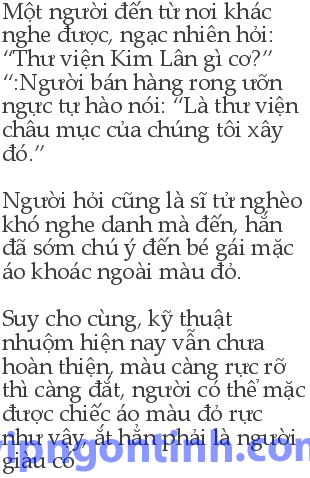 Một người đến từ nơi khác
nghe được, ngạc nhiên hỏi:
“Thư viện Kim Lân gì cơ?”
“:Người bán hàng rong ưỡn
ngực tự hào nói: “Là thư viện
châu mục của chúng tôi xây
đó.”
Người hỏi cũng là sĩ tử nghèo
khó nghe danh mà đến, hắn
đã sớm chú ý đến bé gái mặc
áo khoác ngoài màu đỏ.
Suy cho cùng, kỹ thuật
nhuộm hiện nay vẫn chưa
hoàn thiện, màu càng rực rỡ
thì càng đắt, người có thể mặc
được chiếc áo màu đỏ rực
như vậy, ắt hẳn phải là người
giàu có
vipngontinh.com